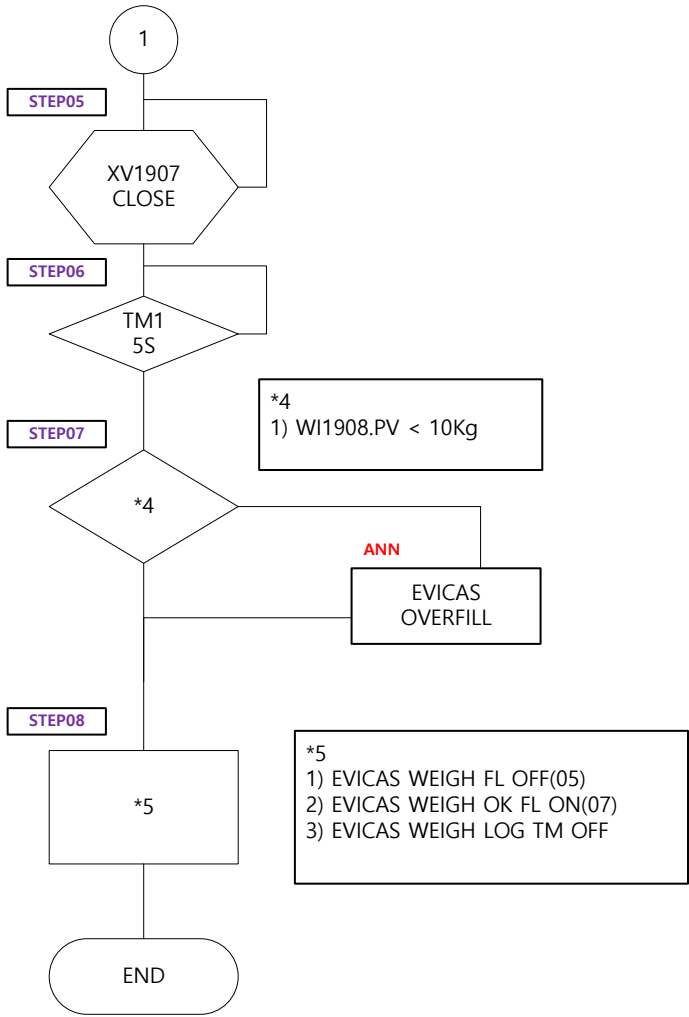 1
STEP05
XV1907
CLOSE
STEP06
TM1
5S
*4
1) WI1908.PV < 10Kg
STEP07
*4
ANN
EVICAS
OVERFILL
STEP08
*5
1) EVICAS WEIGH FL OFF(05)
2) EVICAS WEIGH OK FL ON(07)
3) EVICAS WEIGH LOG TM OFF
*5
END